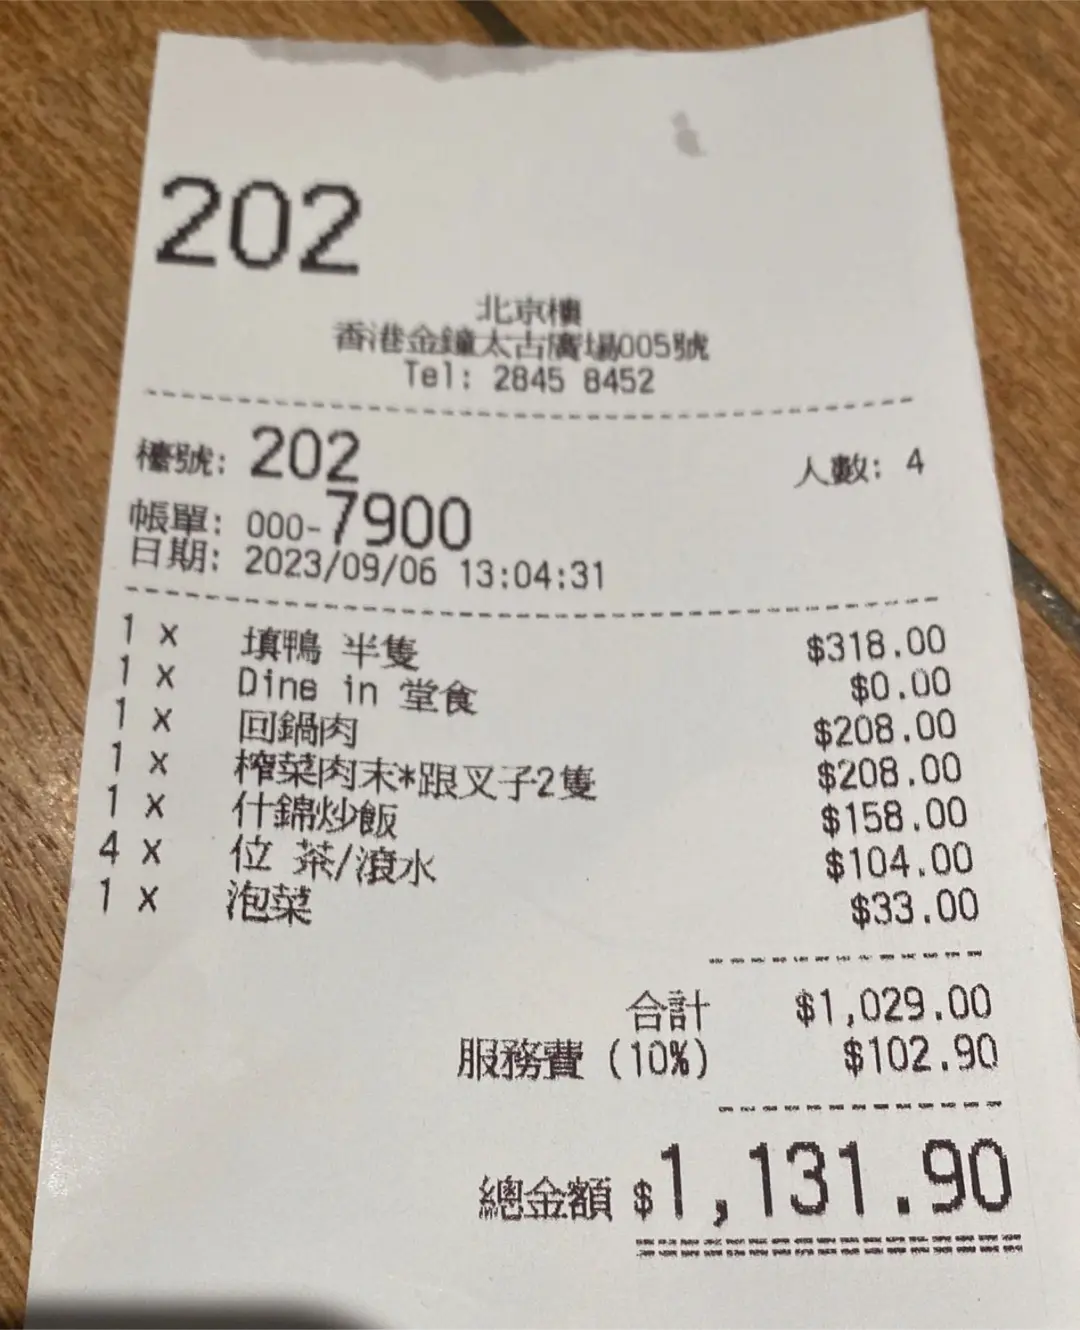 202
北京樓
香港金鐘太古廣場005號
Tel: 2845 8452
檯號: 202 人數: 4
帳單: 000-7900
日期: 2023/09/06 13:04:31
1 x 填鴨 半隻 $318.00
1 x Dine in 堂食 $0.00
1 x 回鍋肉 $208.00
1 x 榨菜肉末*跟叉子2隻 $208.00
1 x 什錦炒飯 $158.00
4 x 位 茶/滾水 $104.00
1 x 泡菜 $33.00
合計 $1,029.00
服務費 (10%) $102.90
總金額 $1,131.90